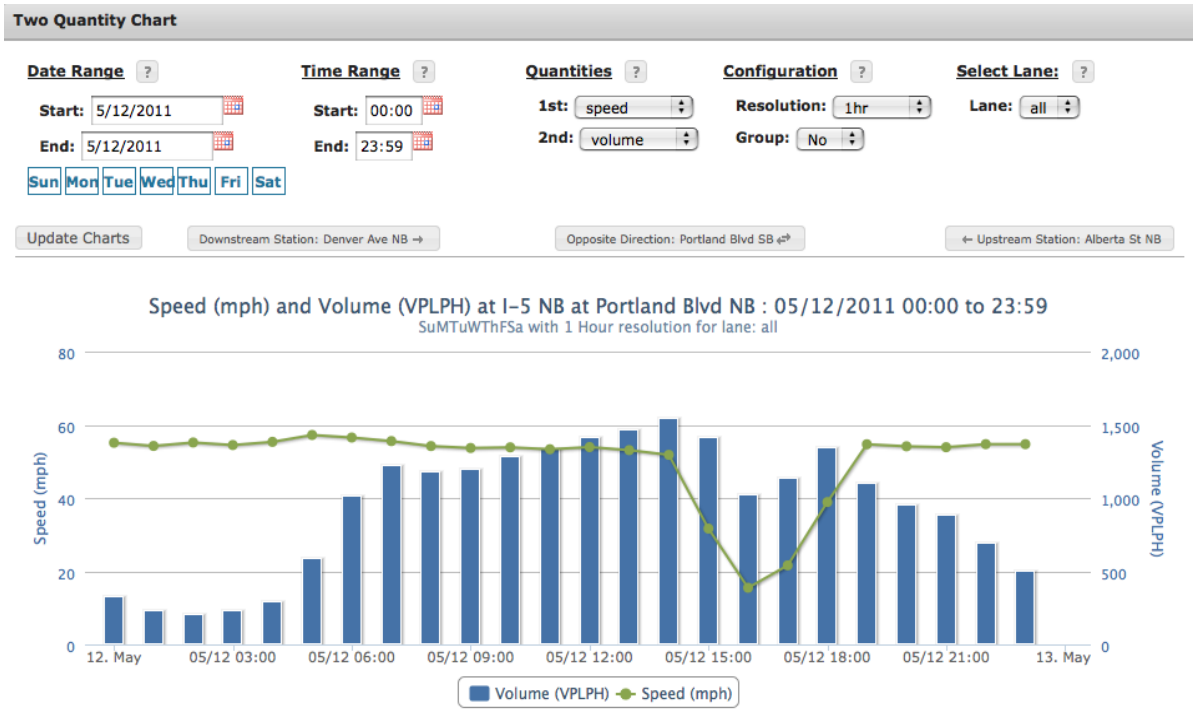 Two Quantity Chart
Date Range ? Time Range ? Quantities ? Configuration ? Select Lane: ?
Start: 5/12/2011 Start: 00:00 1st: speed Resolution: 1hr Lane: all
End: 5/12/2011 End: 23:59 2nd: volume Group: No
Sun Mon Tue Wed Thu Fri Sat
Update Charts Downstream Station: Denver Ave NB → Opposite Direction: Portland Blvd SB ⇄ ← Upstream Station: Alberta St NB
Speed (mph) and Volume (VPLPH) at I-5 NB at Portland Blvd NB : 05/12/2011 00:00 to 23:59
SuMTuWThFSa with 1 Hour resolution for lane: all
80 2,000
60 1,500
Speed (mph)
Volume (VPLPH)
40 1,000
20 500
0 0
12. May 05/12 03:00 05/12 06:00 05/12 09:00 05/12 12:00 05/12 15:00 05/12 18:00 05/12 21:00 13. May
Volume (VPLPH) Speed (mph)